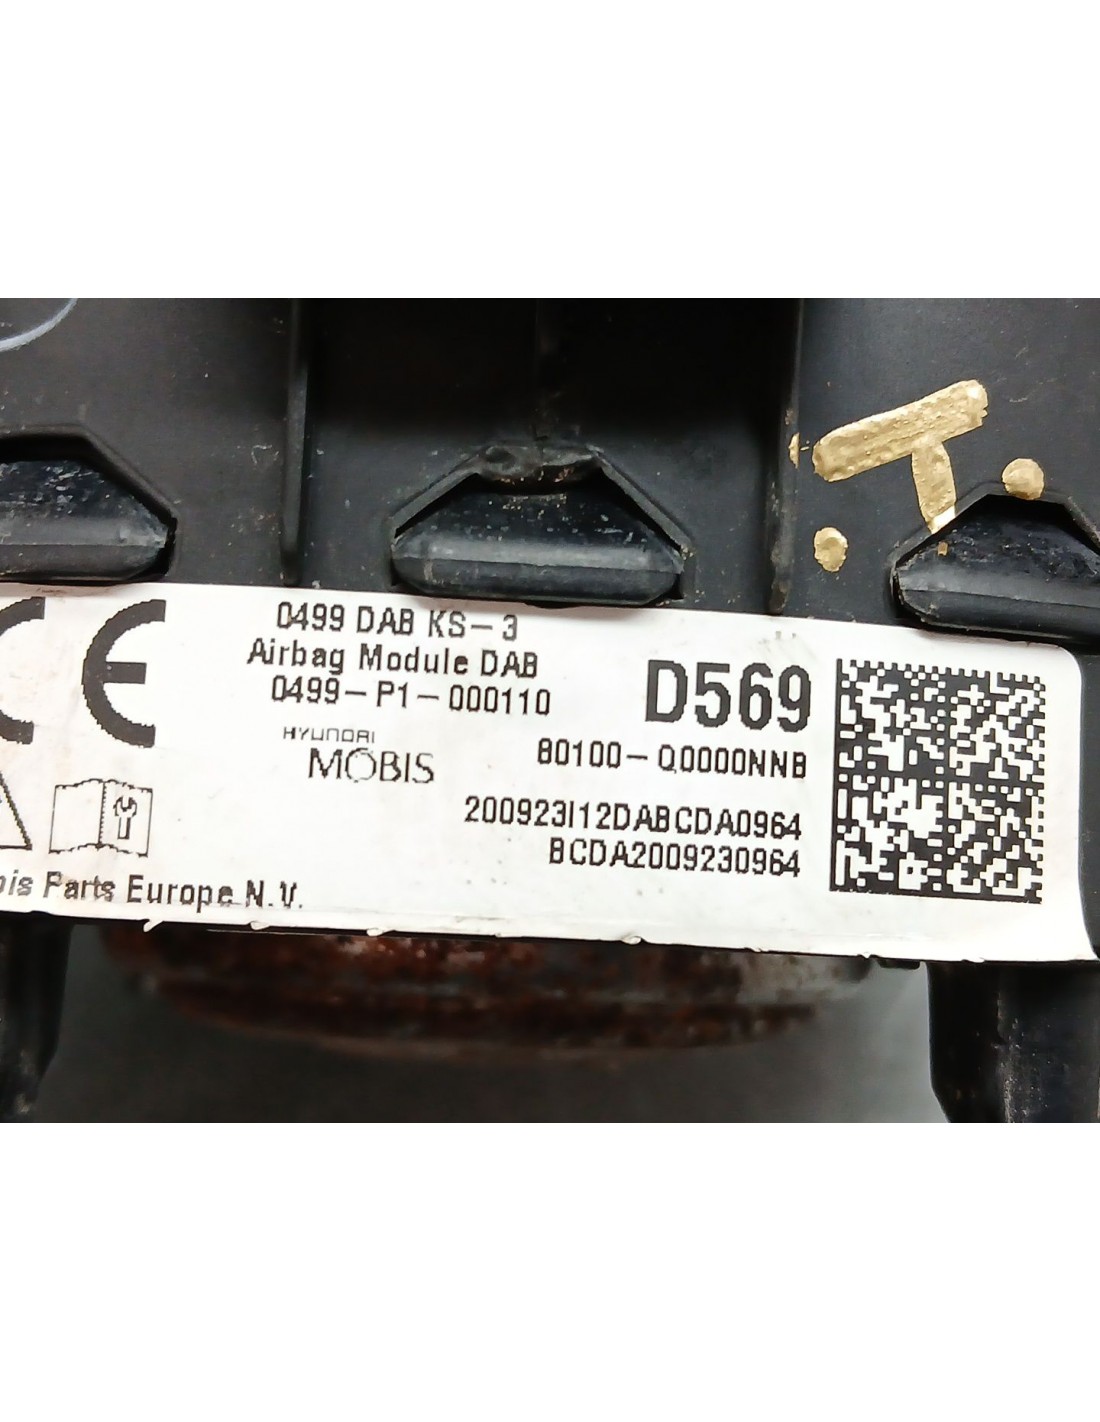 CE
0499 DAB KS-3
Airbag Module DAB
0499-P1-000110
HYUNDAI
MOBIS
D569
80100-Q0000NNB
200923I12DABCDA0964
BCDA2009230964
Parts Europe N.V.
T